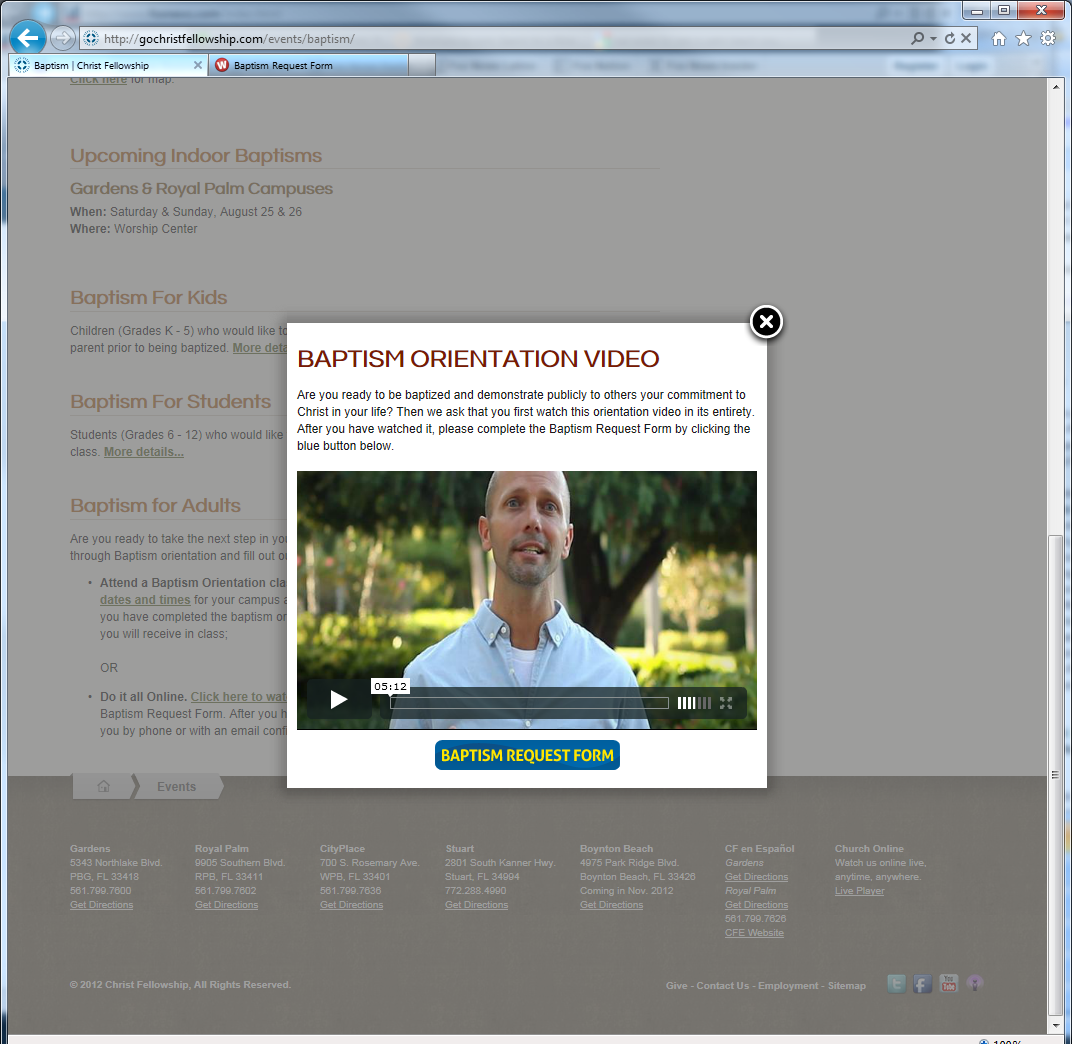 http://gochristfellowship.com/events/baptism/
Baptism | Christ Fellowship
Baptism Request Form
Click here for map.
Upcoming Indoor Baptisms
Gardens & Royal Palm Campuses
When: Saturday & Sunday, August 25 & 26
Where: Worship Center
Baptism For Kids
Children (Grades K - 5) who would like to
parent prior to being baptized. More deta
Baptism For Students
Students (Grades 6 - 12) who would like
class. More details...
Baptism for Adults
Are you ready to take the next step in you
through Baptism orientation and fill out o
• Attend a Baptism Orientation cla
dates and times for your campus a
you have completed the baptism or
you will receive in class;
OR
• Do it all Online. Click here to wat
Baptism Request Form. After you h
you by phone or with an email confi
BAPTISM ORIENTATION VIDEO
Are you ready to be baptized and demonstrate publicly to others your commitment to
Christ in your life? Then we ask that you first watch this orientation video in its entirety.
After you have watched it, please complete the Baptism Request Form by clicking the
blue button below.
05:12
BAPTISM REQUEST FORM
Events
Gardens
5343 Northlake Blvd.
PBG, FL 33418
561.799.7600
Get Directions
Royal Palm
9905 Southern Blvd.
RPB, FL 33411
561.799.7602
Get Directions
CityPlace
700 S. Rosemary Ave.
WPB, FL 33401
561.799.7636
Get Directions
Stuart
2801 South Kanner Hwy.
Stuart, FL 34994
772.288.4990
Get Directions
Boynton Beach
4975 Park Ridge Blvd.
Boynton Beach, FL 33426
Coming in Nov. 2012
Get Directions
CF en Español
Gardens
Get Directions
Royal Palm
Get Directions
561.799.7626
CFE Website
Church Online
Watch us online live,
anytime, anywhere.
Live Player
© 2012 Christ Fellowship, All Rights Reserved.
Give - Contact Us - Employment - Sitemap
You Tube
100%